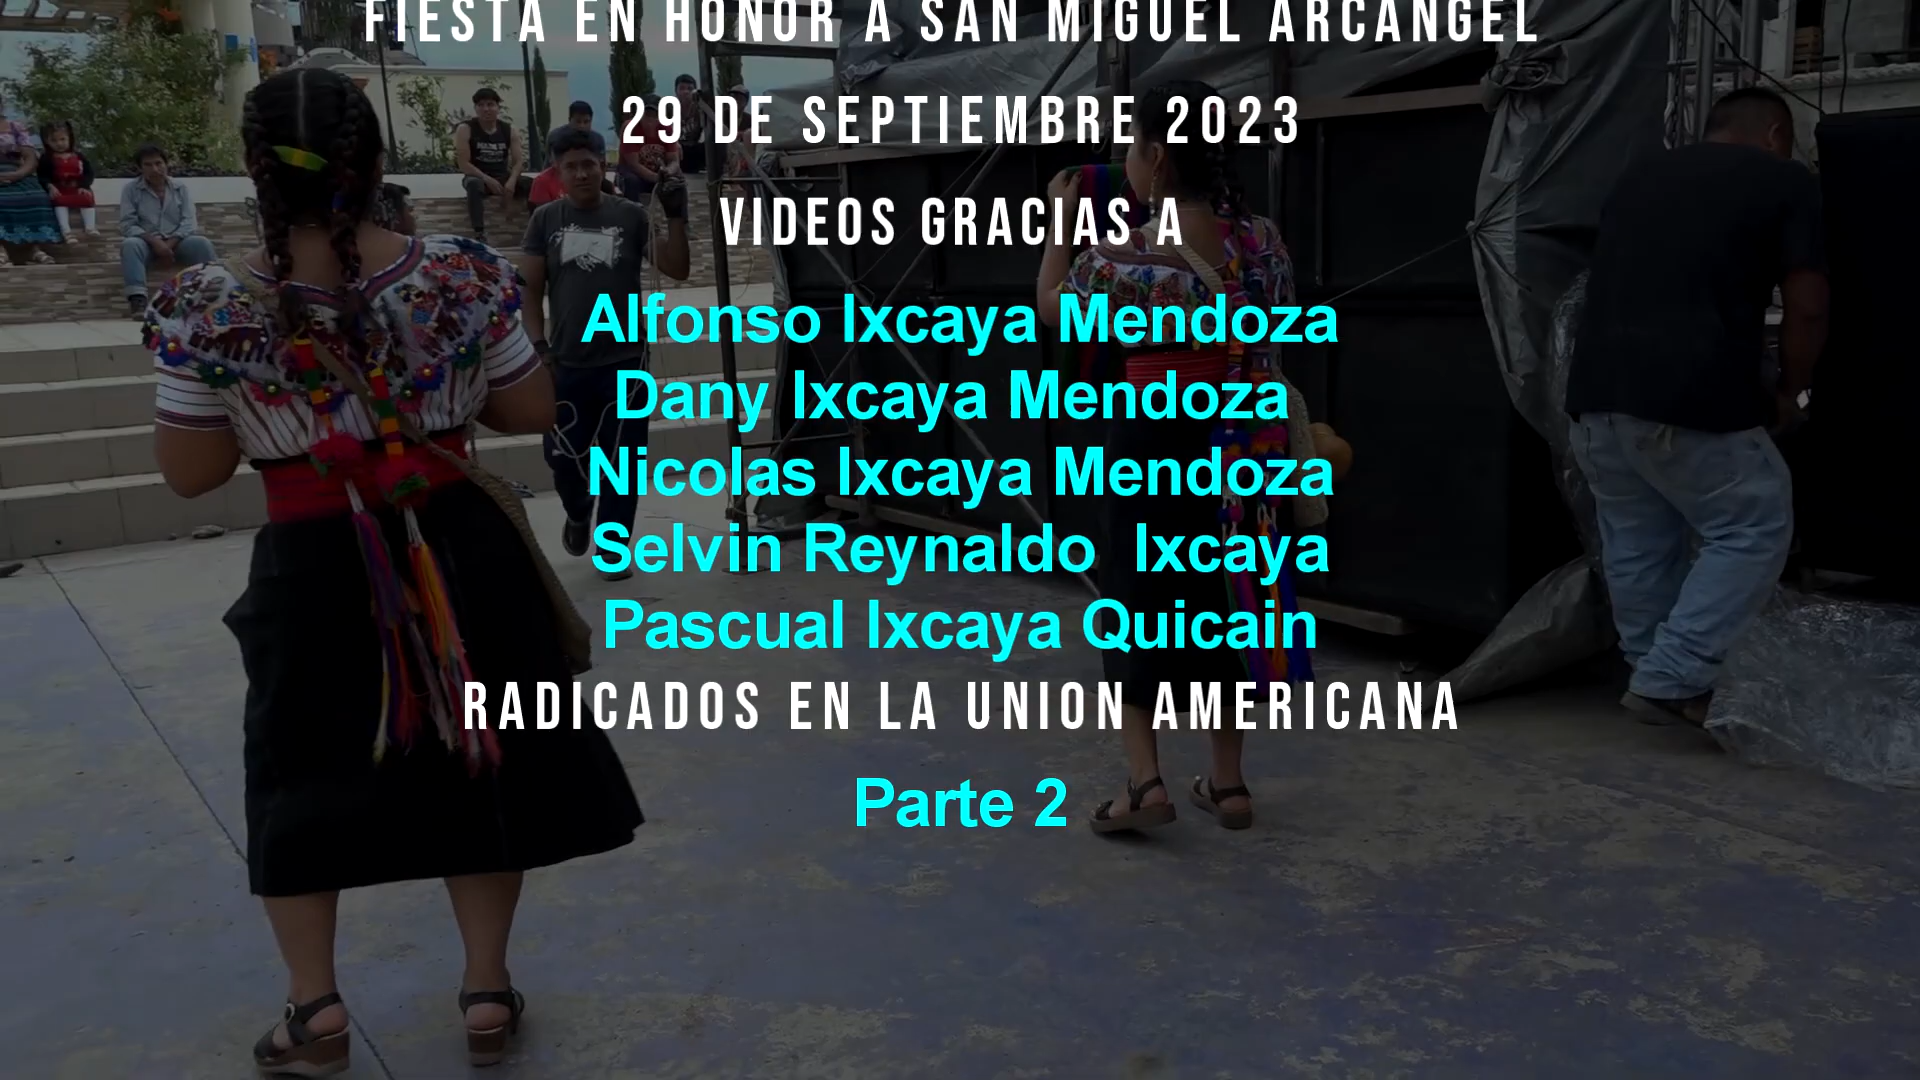 FIESTA EN HONOR A SAN MIGUEL ARCANGEL
29 DE SEPTIEMBRE 2023
VIDEOS GRACIAS A
Alfonso Ixcaya Mendoza
Dany Ixcaya Mendoza
Nicolas Ixcaya Mendoza
Selvin Reynaldo  Ixcaya
Pascual Ixcaya Quicain
RADICADOS EN LA UNION AMERICANA
Parte 2